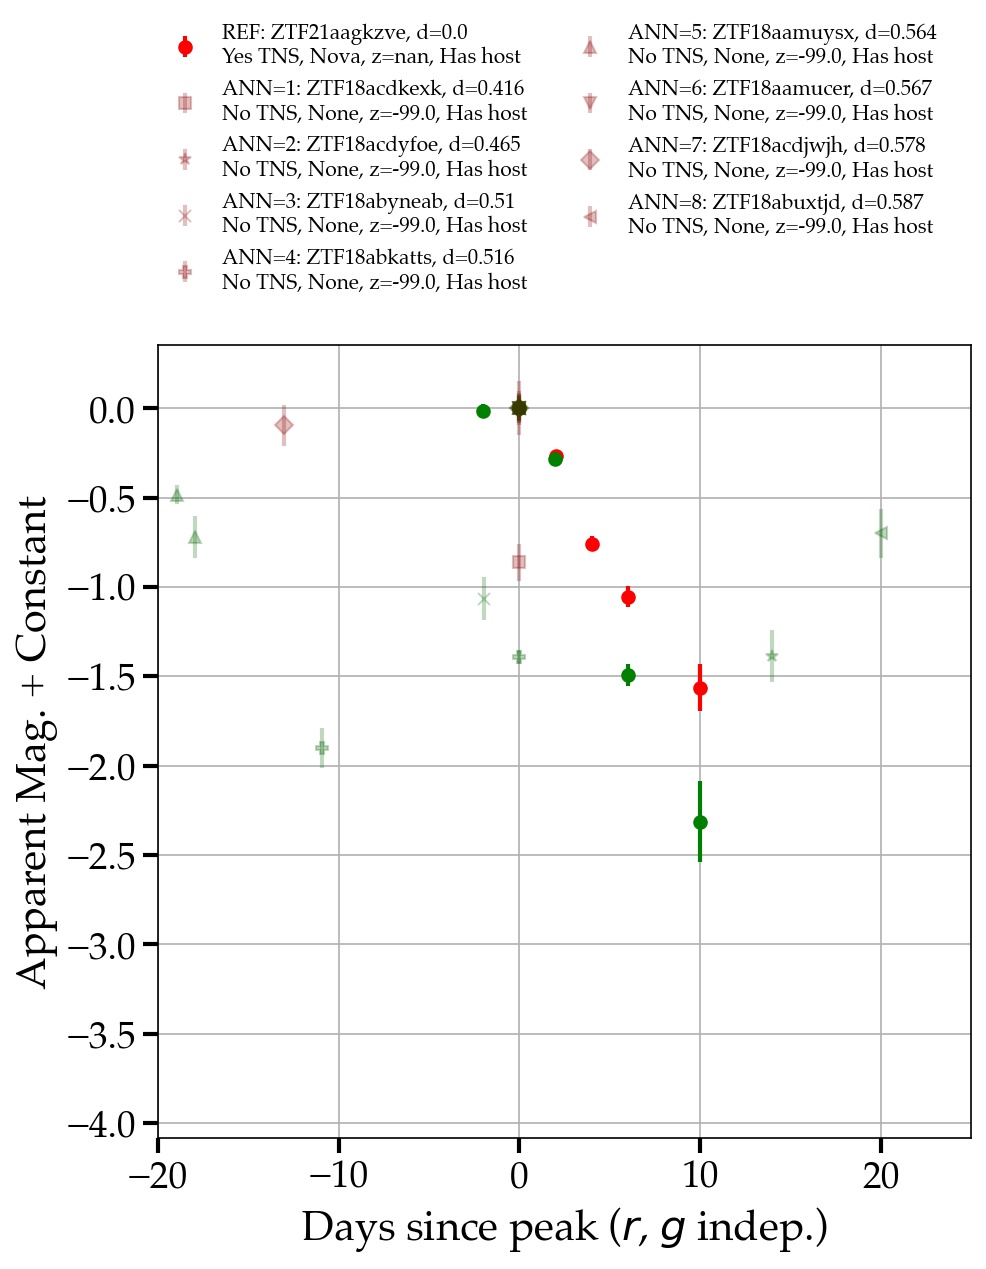 REF: ZTF21aagkzve, d=0.0
Yes TNS, Nova, z=nan, Has host
ANN=1: ZTF18acdkexk, d=0.416
No TNS, None, z=-99.0, Has host
ANN=2: ZTF18acdyfoe, d=0.465
No TNS, None, z=-99.0, Has host
ANN=3: ZTF18abyneab, d=0.51
No TNS, None, z=-99.0, Has host
ANN=4: ZTF18abkatts, d=0.516
No TNS, None, z=-99.0, Has host
ANN=5: ZTF18aamuysx, d=0.564
No TNS, None, z=-99.0, Has host
ANN=6: ZTF18aamucer, d=0.567
No TNS, None, z=-99.0, Has host
ANN=7: ZTF18acdjwjh, d=0.578
No TNS, None, z=-99.0, Has host
ANN=8: ZTF18abuxtjd, d=0.587
No TNS, None, z=-99.0, Has host
Apparent Mag. + Constant
0.0
−0.5
−1.0
−1.5
−2.0
−2.5
−3.0
−3.5
−4.0
−20 −10 0 10 20
Days since peak (r, g indep.)